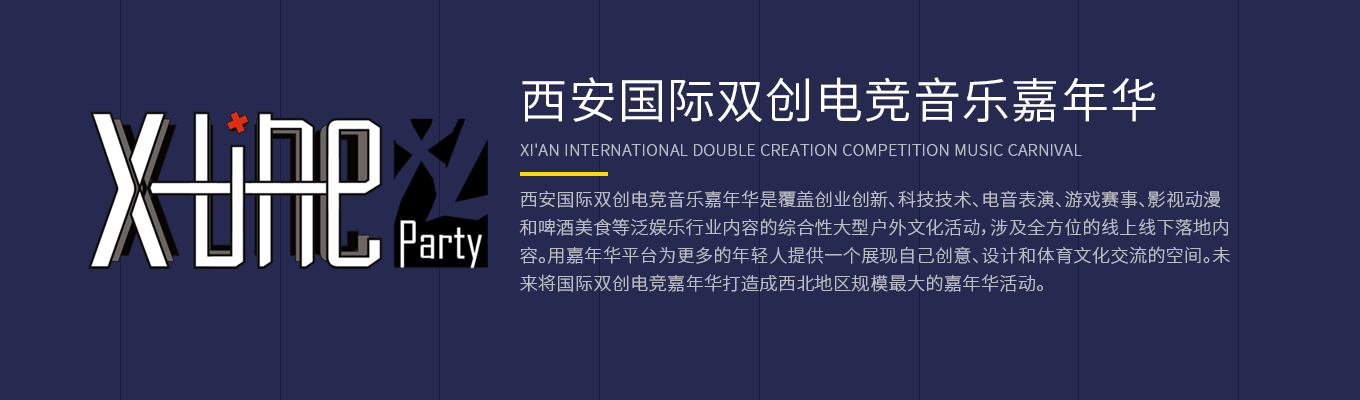 X-Line
Party
西安国际双创电竞音乐嘉年华
XI'AN INTERNATIONAL DOUBLE CREATION COMPETITION MUSIC CARNIVAL
西安国际双创电竞音乐嘉年华是覆盖创业创新、科技技术、电音表演、游戏赛事、影视动漫
和啤酒美食等泛娱乐行业内容的综合性大型户外文化活动，涉及全方位的线上线下落地内
容。用嘉年华平台为更多的年轻人提供一个展现自己创意、设计和体育文化交流的空间。未
来将国际双创电竞嘉年华打造成西北地区规模最大的嘉年华活动。